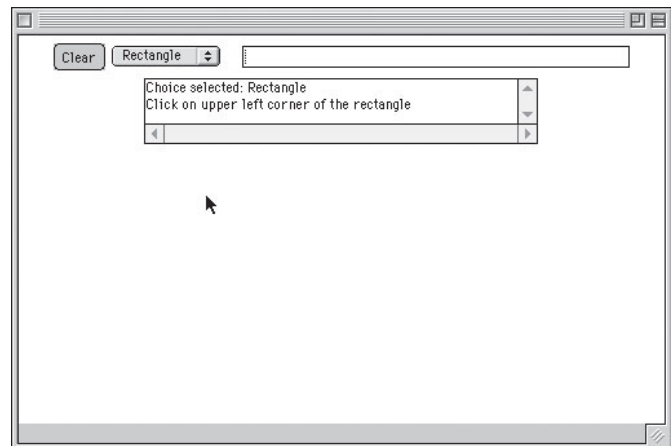 Clear Rectangle
Choice selected: Rectangle
Click on upper left corner of the rectangle